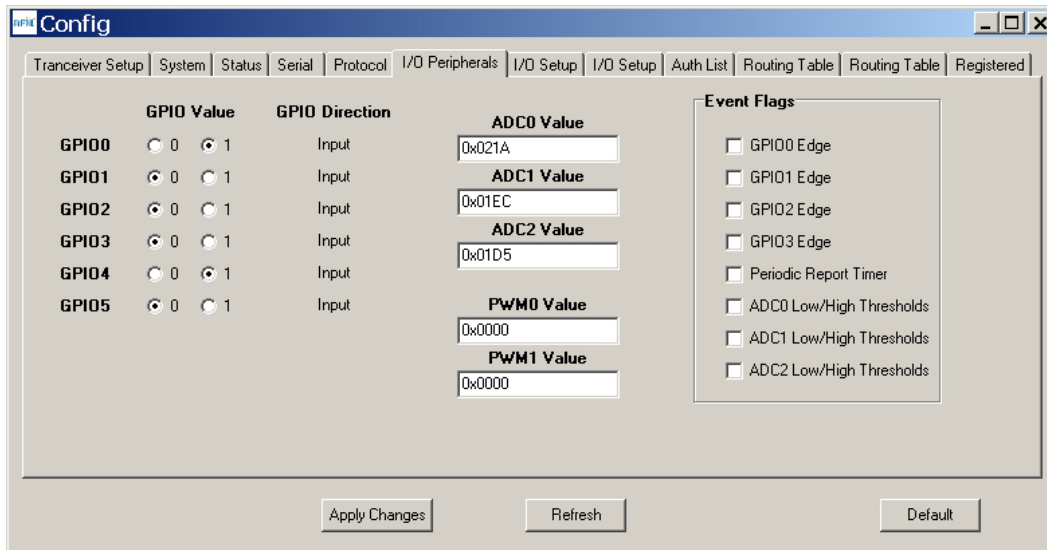 RFM Config
Tranceiver Setup System Status Serial Protocol I/O Peripherals I/O Setup I/O Setup Auth List Routing Table Routing Table Registered
GPIO Value GPIO Direction
GPIO0 0 1 Input
GPIO1 0 1 Input
GPIO2 0 1 Input
GPIO3 0 1 Input
GPIO4 0 1 Input
GPIO5 0 1 Input
ADC0 Value
0x021A
ADC1 Value
0x01EC
ADC2 Value
0x01D5
PWM0 Value
0x0000
PWM1 Value
0x0000
Event Flags
GPIO0 Edge
GPIO1 Edge
GPIO2 Edge
GPIO3 Edge
Periodic Report Timer
ADC0 Low/High Thresholds
ADC1 Low/High Thresholds
ADC2 Low/High Thresholds
Apply Changes Refresh Default